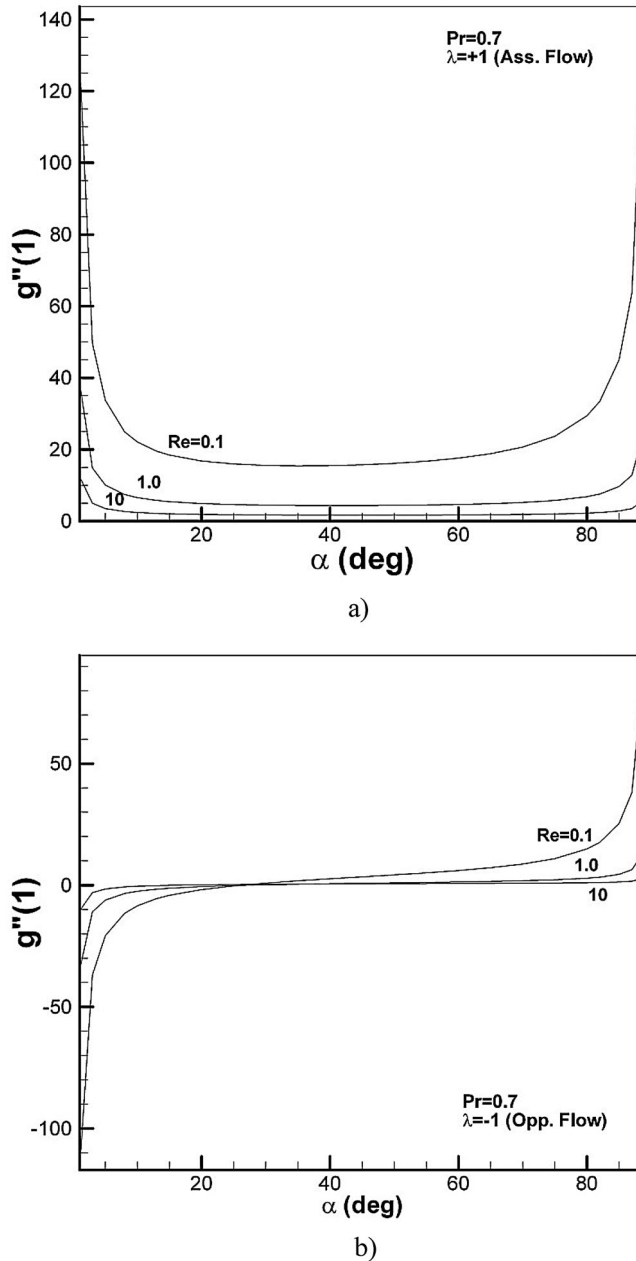 140
Pr=0.7
λ=+1 (Ass. Flow)
120
100
80
g"(1)
60
40
20
Re=0.1
1.0
10
0
20
40
60
80
α (deg)
a)
50
Re=0.1
1.0
g"(1)
0
10
-50
Pr=0.7
λ=-1 (Opp. Flow)
-100
20
40
60
80
α (deg)
b)